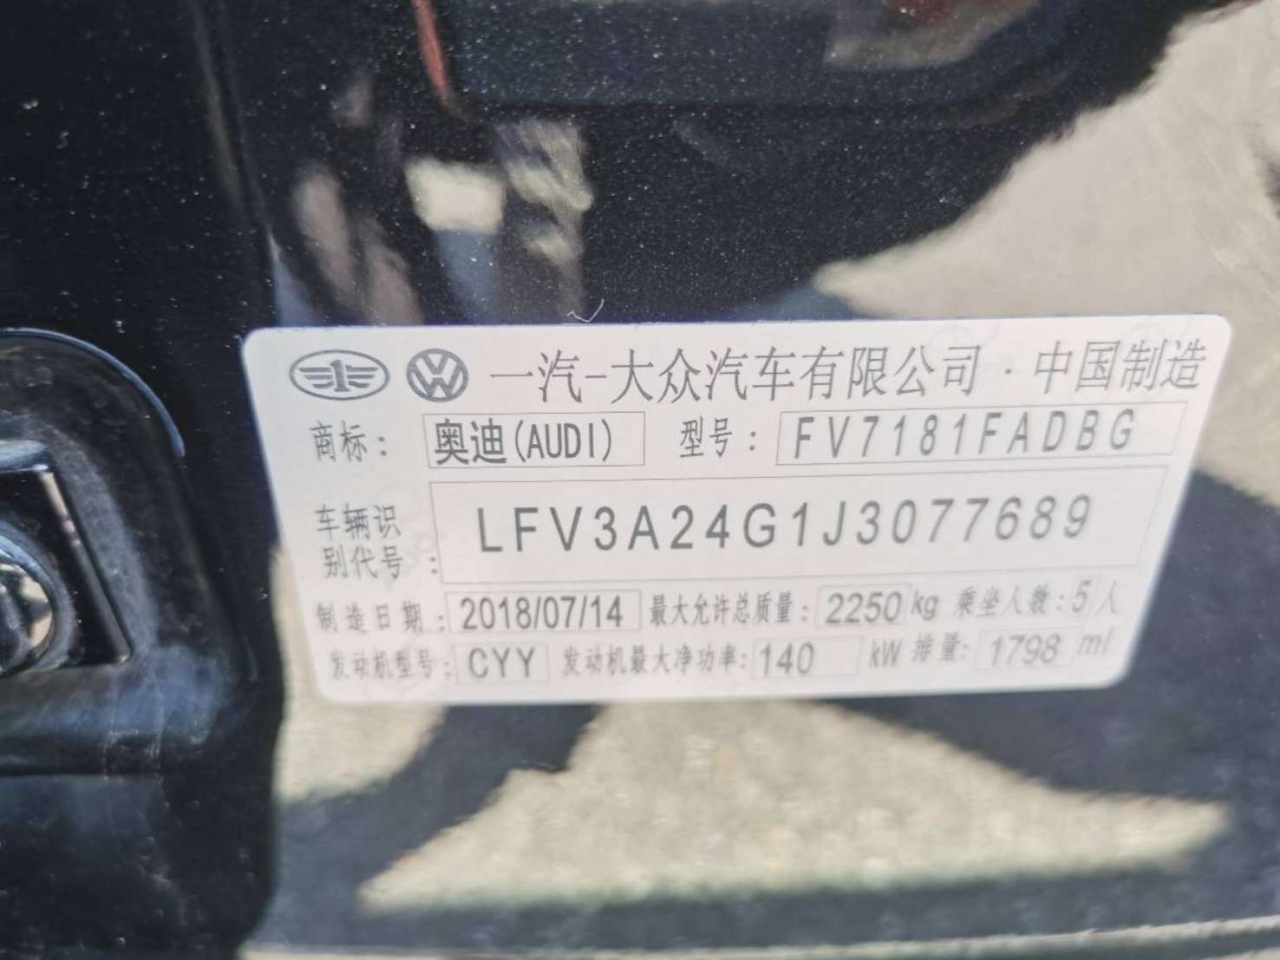 一汽-大众汽车有限公司·中国制造
商标: 奥迪(AUDI) 型号: FV7181FADBG
车辆识
别代号: LFV3A24G1J3077689
制造日期: 2018/07/14 最大允许总质量: 2250 kg 乘坐人数: 5人
发动机型号: CYY 发动机最大净功率: 140 kW 排量: 1798 ml